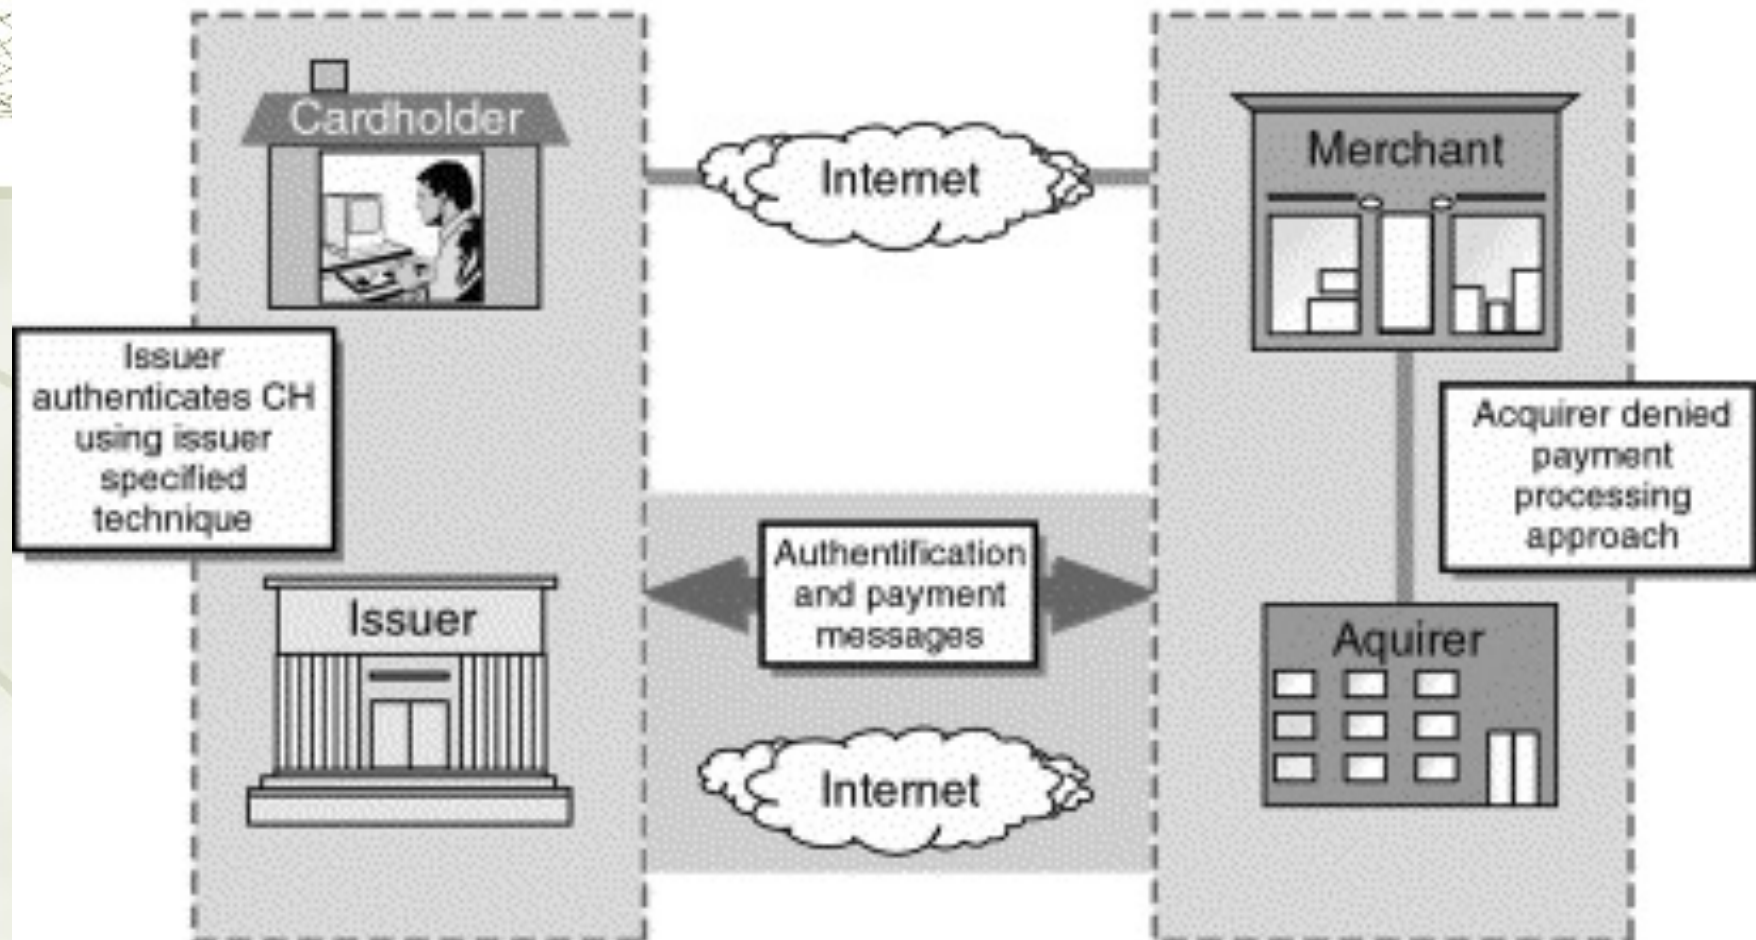 Cardholder
Internet
Merchant
Issuer
authenticates CH
using issuer
specified
technique
Acquirer denied
payment
processing
approach
Authentification
and payment
messages
Issuer
Aquirer
Internet